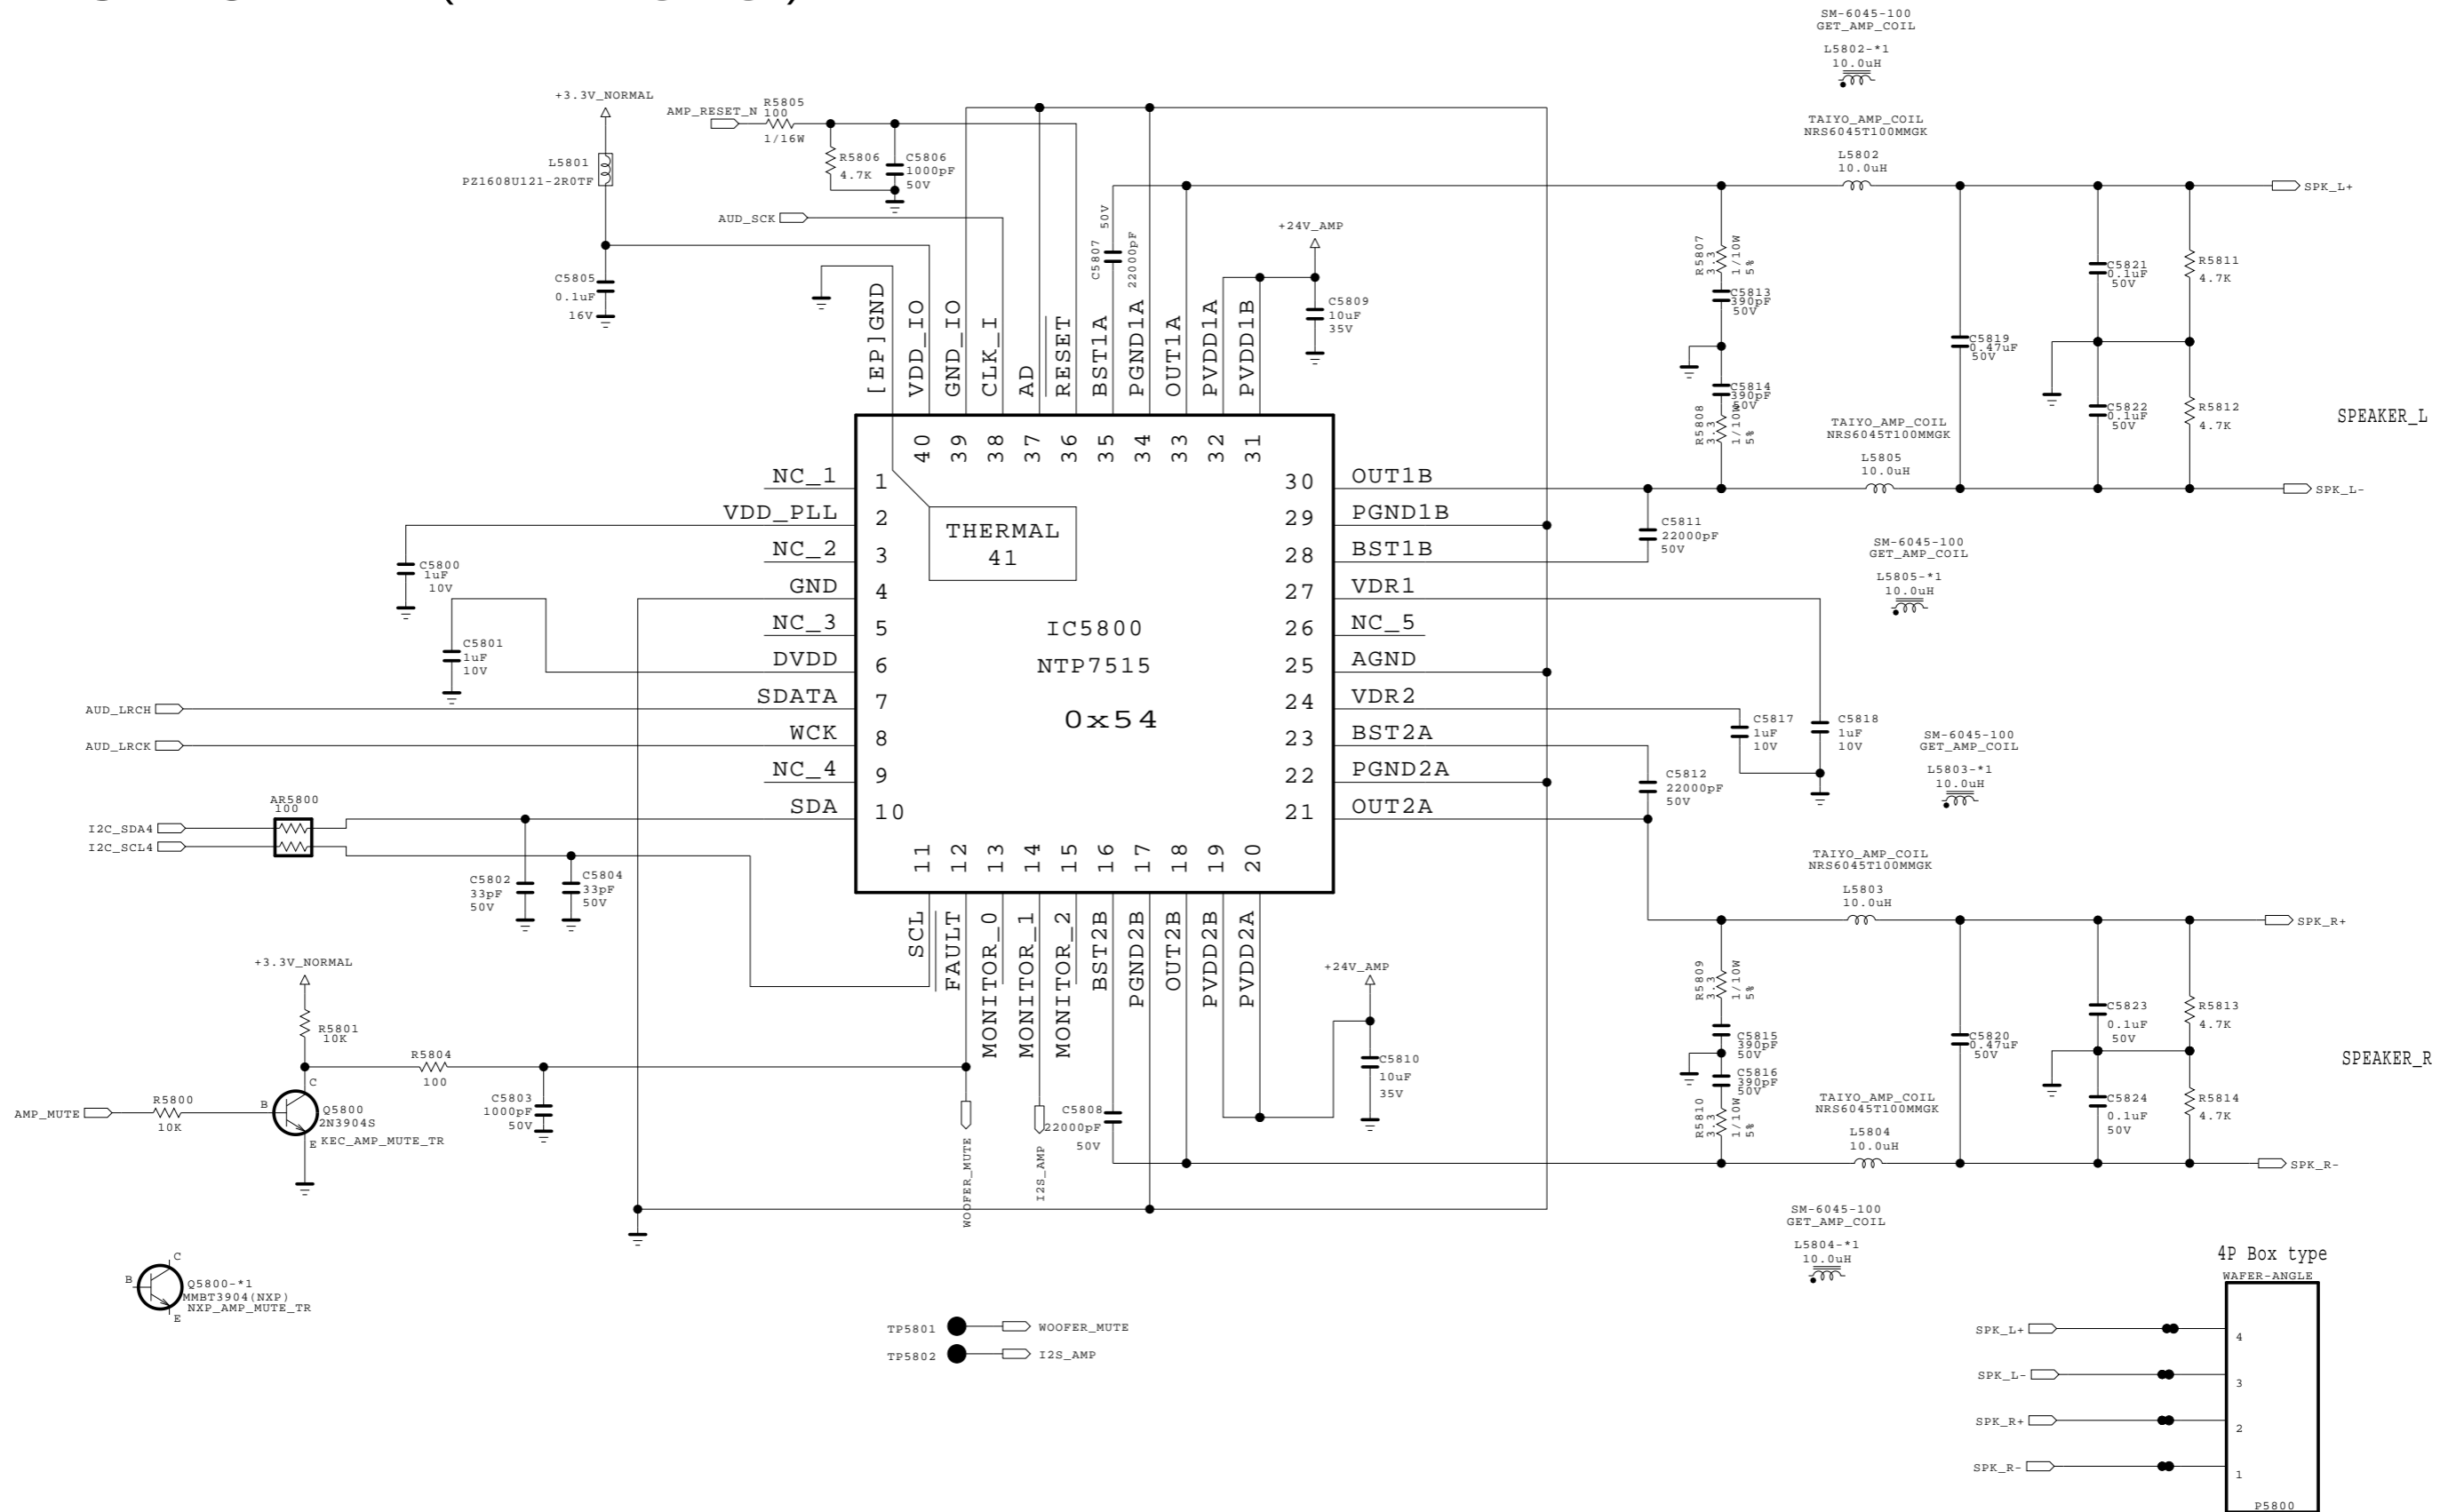 SM-6045-100
GET_AMP_COIL
L5802-*1
10.0uH
+3.3V_NORMAL
L5801
PZ1608U121-2R0TF
C5805
0.1uF
16V
AMP_RESET_N
R5805
100
1/16W
R5806
4.7K
C5806
1000pF
50V
AUD_SCK
C5807
22000pF
50V
+24V_AMP
C5809
10uF
35V
TAIYO_AMP_COIL
NRS6045T100MMGK
L5802
10.0uH
SPK_L+
R5807
3.3
1/10W
5%
C5813
390pF
50V
C5814
390pF
50V
R5808
3.3
1/10W
5%
C5819
0.47uF
50V
C5821
0.1uF
50V
R5811
4.7K
C5822
0.1uF
50V
R5812
4.7K
SPEAKER_L
TAIYO_AMP_COIL
NRS6045T100MMGK
L5805
10.0uH
SPK_L-
[EP]GND
VDD_IO
GND_IO
CLK_I
AD
RESET
BST1A
PGND1A
OUT1A
PVDD1A
PVDD1B
40
39
38
37
36
35
34
33
32
31
NC_1
1
VDD_PLL
2
NC_2
3
GND
4
NC_3
5
DVDD
6
SDATA
7
WCK
8
NC_4
9
SDA
10
THERMAL
41
IC5800
NTP7515
0x54
30
OUT1B
29
PGND1B
28
BST1B
27
VDR1
26
NC_5
25
AGND
24
VDR2
23
BST2A
22
PGND2A
21
OUT2A
11
12
13
14
15
16
17
18
19
20
SCL
FAULT
MONITOR_0
MONITOR_1
MONITOR_2
BST2B
PGND2B
OUT2B
PVDD2B
PVDD2A
C5800
1uF
10V
C5801
1uF
10V
AUD_LRCH
AUD_LRCK
AR5800
100
I2C_SDA4
I2C_SCL4
C5802
33pF
50V
C5804
33pF
50V
C5811
22000pF
50V
SM-6045-100
GET_AMP_COIL
L5805-*1
10.0uH
C5817
1uF
10V
C5818
1uF
10V
C5812
22000pF
50V
SM-6045-100
GET_AMP_COIL
L5803-*1
10.0uH
+3.3V_NORMAL
R5801
10K
R5804
100
AMP_MUTE
R5800
10K
B
C
E
Q5800
2N3904S
KEC_AMP_MUTE_TR
C5803
1000pF
50V
WOOFER_MUTE
I2S_AMP
C5808
22000pF
50V
+24V_AMP
C5810
10uF
35V
TAIYO_AMP_COIL
NRS6045T100MMGK
L5803
10.0uH
SPK_R+
R5809
3.3
1/10W
5%
C5815
390pF
50V
C5816
390pF
50V
R5810
3.3
1/10W
5%
C5820
0.47uF
50V
C5823
0.1uF
50V
R5813
4.7K
C5824
0.1uF
50V
R5814
4.7K
SPEAKER_R
TAIYO_AMP_COIL
NRS6045T100MMGK
L5804
10.0uH
SPK_R-
SM-6045-100
GET_AMP_COIL
L5804-*1
10.0uH
C
B
E
Q5800-*1
MMBT3904(NXP)
NXP_AMP_MUTE_TR
TP5801
WOOFER_MUTE
TP5802
I2S_AMP
4P Box type
WAFER-ANGLE
SPK_L+
4
SPK_L-
3
SPK_R+
2
SPK_R-
1
P5800